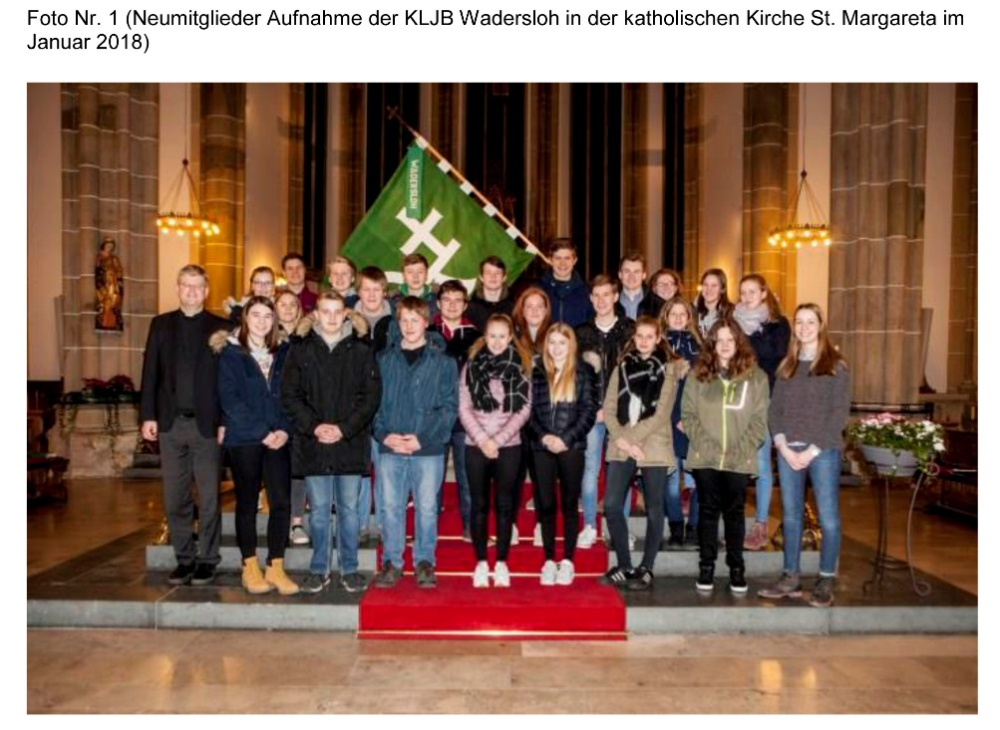 Foto Nr. 1 (Neumitglieder Aufnahme der KLJB Wadersloh in der katholischen Kirche St. Margareta im
Januar 2018)
WADERSLOH